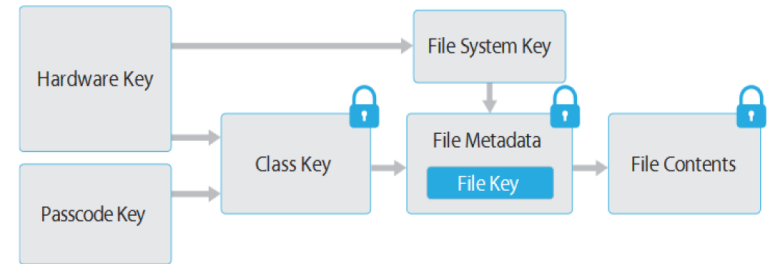 Hardware Key
File System Key
Class Key
File Metadata
File Key
File Contents
Passcode Key